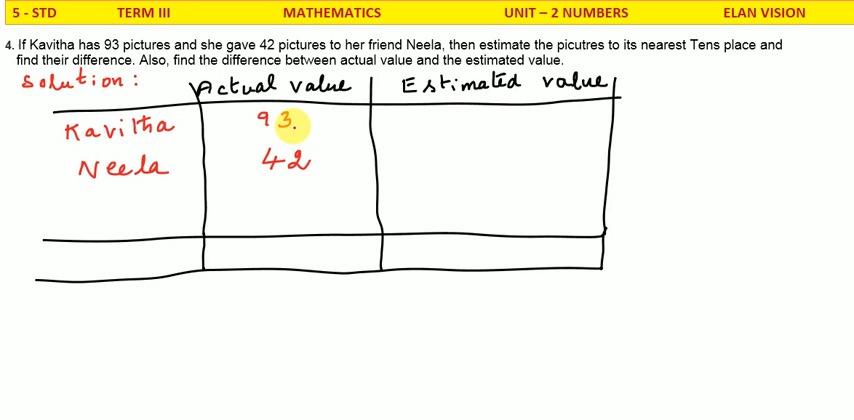 5 - STD TERM III MATHEMATICS UNIT – 2 NUMBERS ELAN VISION
4. If Kavitha has 93 pictures and she gave 42 pictures to her friend Neela, then estimate the picutres to its nearest Tens place and
find their difference. Also, find the difference between actual value and the estimated value.
Solution: Actual value Estimated value
Kavitha 93.
Neela 42